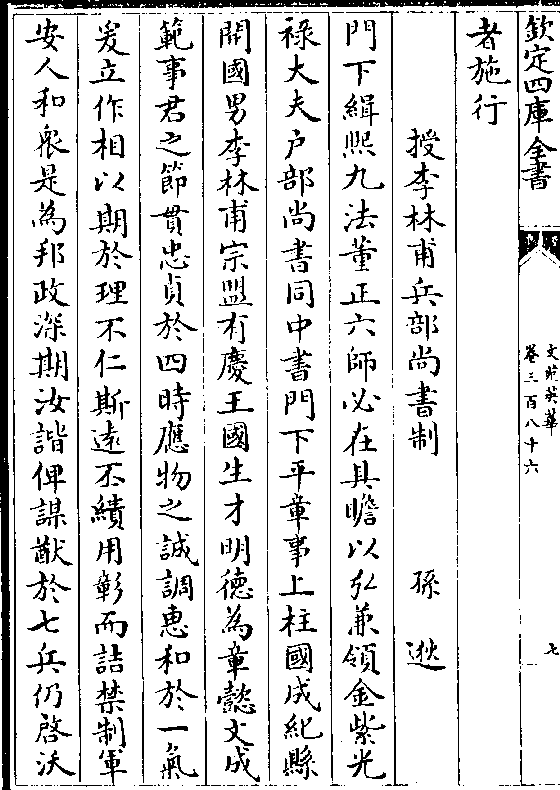 欽定四庫全書
文苑英華
卷三百八十六
七
者施行
授李林甫兵部尚書制
孫逖
門下緝熙九法董正六師必在具瞻以弘兼領金紫光
祿大夫户部尚書同中書門下平章事上柱國成紀縣
開國男李林甫宗盟有慶王國生才明德為章懿文成
範事君之節貫忠貞於四時應物之誠調惠和於一氣
爰立作相以期於理不仁斯逺丕績用彰而詰禁制軍
安人和衆是為邦政深期汝諧俾謀猷於七兵仍啓沃